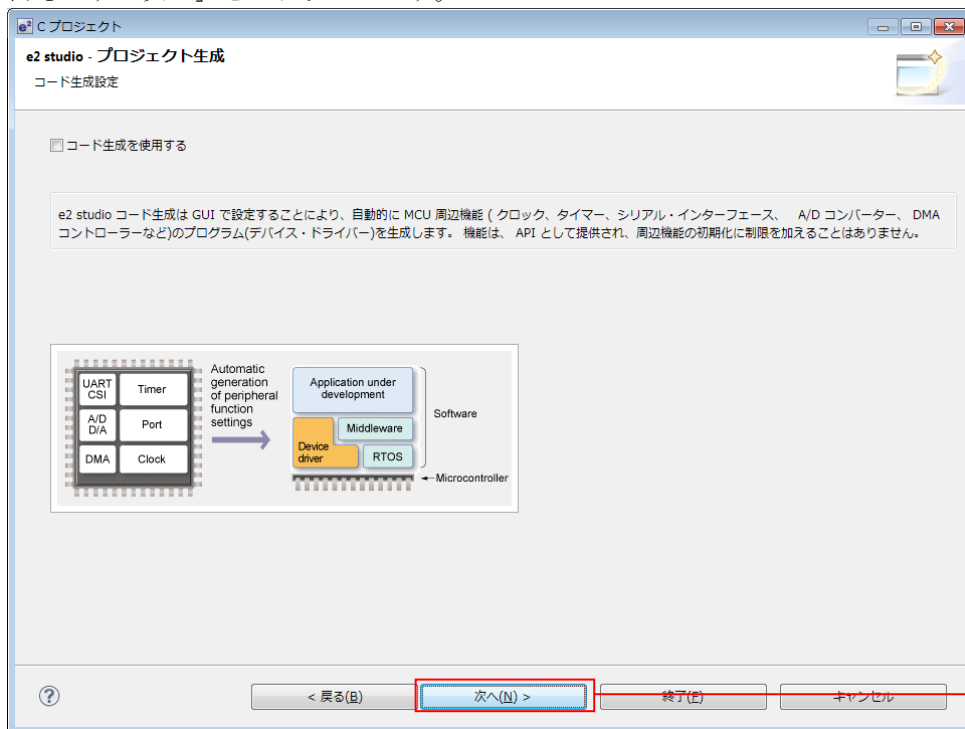 e² C プロジェクト
e2 studio - プロジェクト生成
コード生成設定
コード生成を使用する
e2 studio コード生成は GUI で設定することにより、自動的に MCU 周辺機能 ( クロック、タイマー、シリアル・インターフェース、 A/D コンバーター、 DMA
コントローラーなど)のプログラム(デバイス・ドライバー)を生成します。 機能は、 API として提供され、周辺機能の初期化に制限を加えることはありません。
UART
CSI
Timer
A/D
D/A
Port
DMA
Clock
Automatic
generation
of peripheral
function
settings
Application under
development
Middleware
Device
driver
RTOS
Software
Microcontroller
?
< 戻る(B)
次へ(N) >
終了(F)
キャンセル